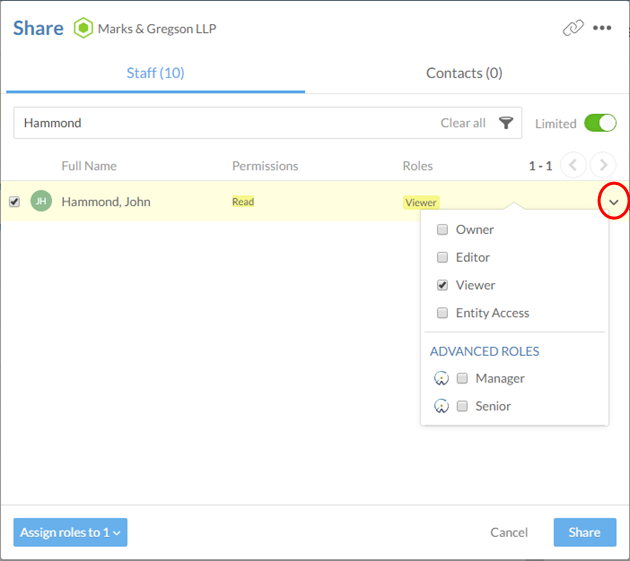 Share Marks & Gregson LLP
Staff (10) Contacts (0)
Hammond Clear all Limited
Full Name Permissions Roles 1 - 1
JH Hammond, John Read Viewer
Owner
Editor
Viewer
Entity Access
ADVANCED ROLES
Manager
Senior
Assign roles to 1 Cancel Share